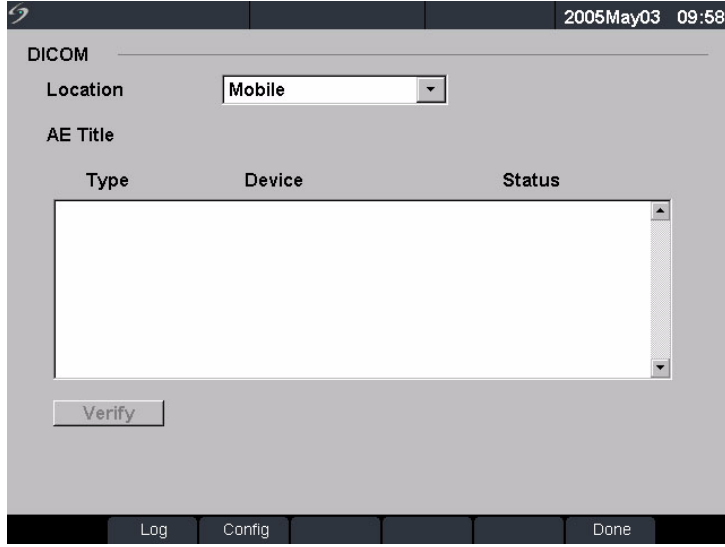 2005May03 09:58
DICOM
Location Mobile
AE Title
Type Device Status
Verify
Log Config Done